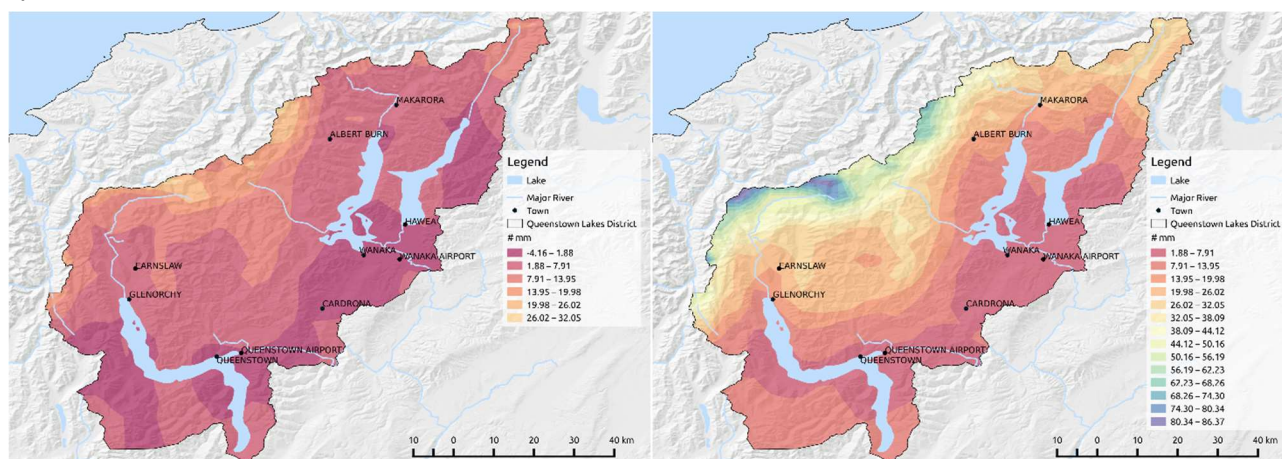 MAKARORA
ALBERT BURN
Legend
Lake
Major River
Town
Queenstown Lakes District
# mm
-4.16 – 1.88
1.88 – 7.91
7.91 – 13.95
13.95 – 19.98
19.98 – 26.02
26.02 – 32.05
HAWEA
WANAKA
WANAKA AIRPORT
EARNSLAW
GLENORCHY
CARDRONA
QUEENSTOWN AIRPORT
QUEENSTOWN
10 0 10 20 30 40 km
MAKARORA
ALBERT BURN
Legend
Lake
Major River
Town
Queenstown Lakes District
# mm
1.88 – 7.91
7.91 – 13.95
13.95 – 19.98
19.98 – 26.02
26.02 – 32.05
32.05 – 38.09
38.09 – 44.12
44.12 – 50.16
50.16 – 56.19
56.19 – 62.23
62.23 – 68.26
68.26 – 74.30
74.30 – 80.34
80.34 – 86.37
HAWEA
WANAKA
WANAKA AIRPORT
EARNSLAW
GLENORCHY
CARDRONA
QUEENSTOWN AIRPORT
QUEENSTOWN
10 0 10 20 30 40 km